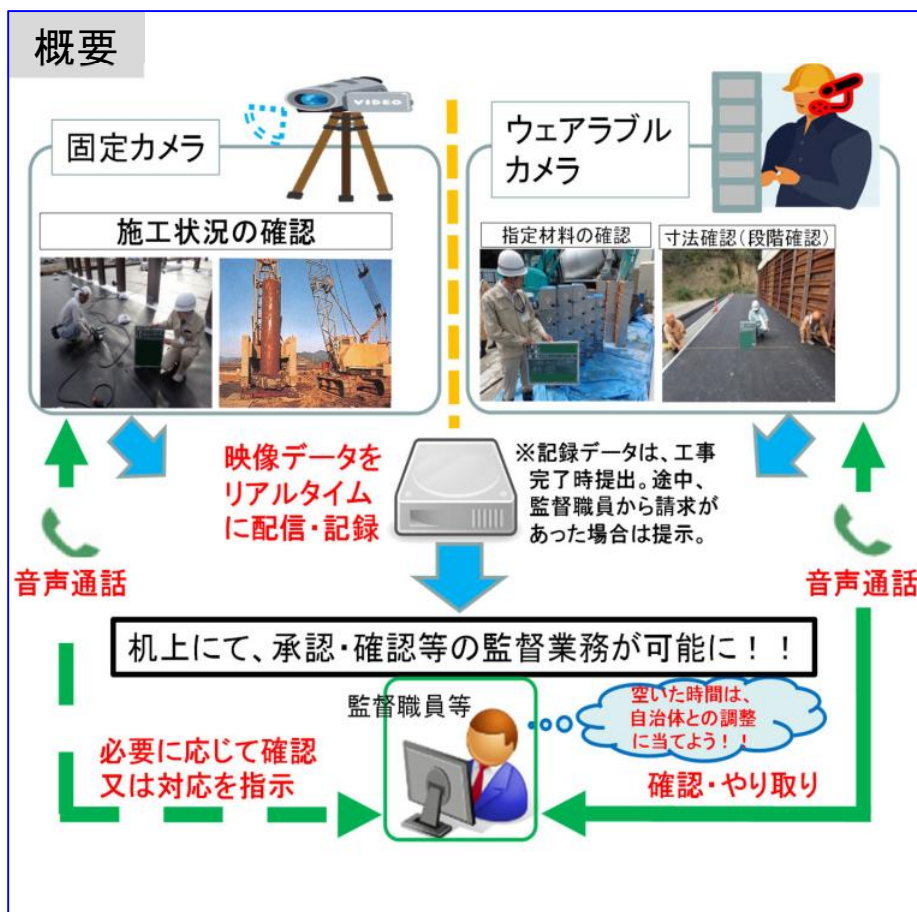 概要
VIDEO
固定カメラ
ウェアラブル
カメラ
施工状況の確認
指定材料の確認
寸法確認（段階確認）
映像データを
リアルタイム
に配信・記録
※記録データは、工事
完了時提出。途中、
監督職員から請求が
あった場合は提示。
音声通話
音声通話
机上にて、承認・確認等の監督業務が可能に！！
監督職員等
空いた時間は、
自治体との調整
に当てよう！！
必要に応じて確認
又は対応を指示
確認・やり取り